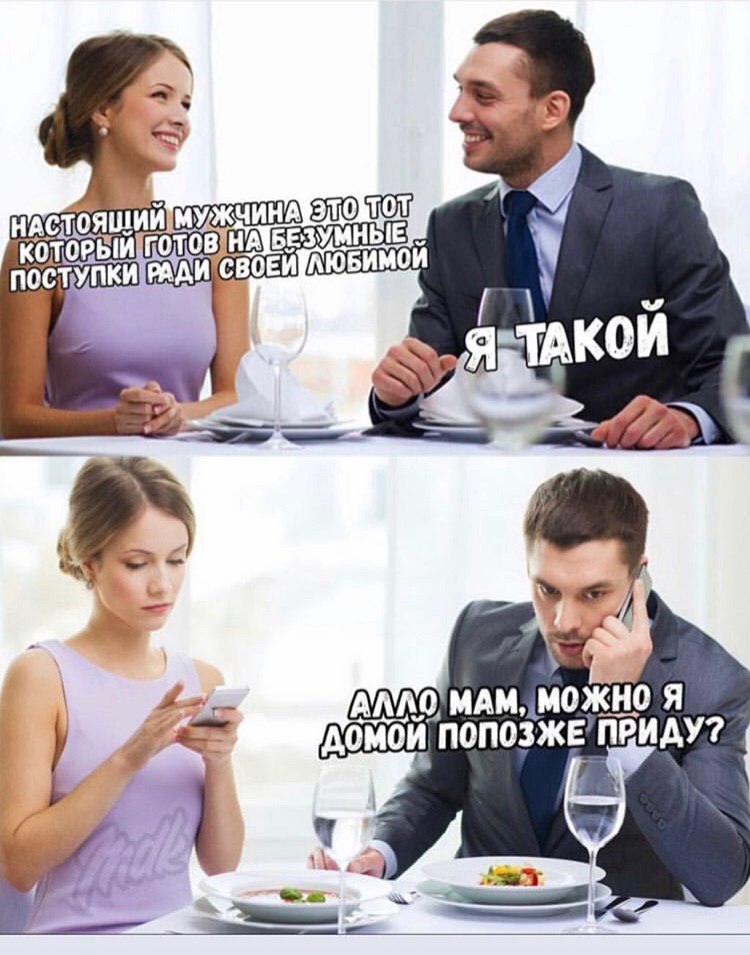 НАСТОЯЩИЙ МУЖЧИНА ЭТО ТОТ
КОТОРЫЙ ГОТОВ НА БЕЗУМНЫЕ
ПОСТУПКИ РАДИ СВОЕЙ ЛЮБИМОЙ
Я ТАКОЙ
АЛЛО МАМ, МОЖНО Я
ДОМОЙ ПОПОЗЖЕ ПРИДУ?